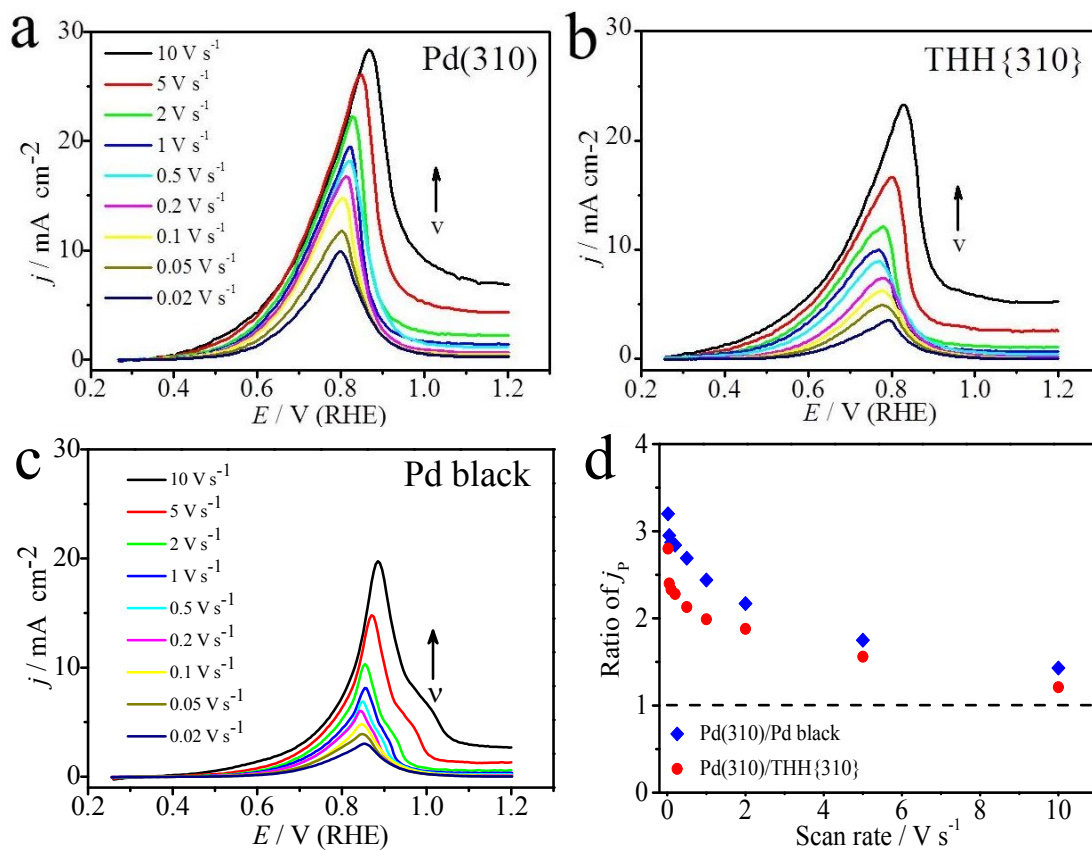 a
Pd(310)
10 V s⁻¹
5 V s⁻¹
2 V s⁻¹
1 V s⁻¹
0.5 V s⁻¹
0.2 V s⁻¹
0.1 V s⁻¹
0.05 V s⁻¹
0.02 V s⁻¹
v
30
20
10
0
j / mA cm-2
0.2 0.4 0.6 0.8 1.0 1.2
E / V (RHE)
b
THH{310}
v
30
20
10
0
j / mA cm-2
0.2 0.4 0.6 0.8 1.0 1.2
E / V (RHE)
c
Pd black
10 V s⁻¹
5 V s⁻¹
2 V s⁻¹
1 V s⁻¹
0.5 V s⁻¹
0.2 V s⁻¹
0.1 V s⁻¹
0.05 V s⁻¹
0.02 V s⁻¹
ν
30
20
10
0
j / mA cm-2
0.2 0.4 0.6 0.8 1.0 1.2
E / V (RHE)
d
4
3
2
1
0
Ratio of jₚ
Pd(310)/Pd black
Pd(310)/THH{310}
0 2 4 6 8 10
Scan rate / V s⁻¹